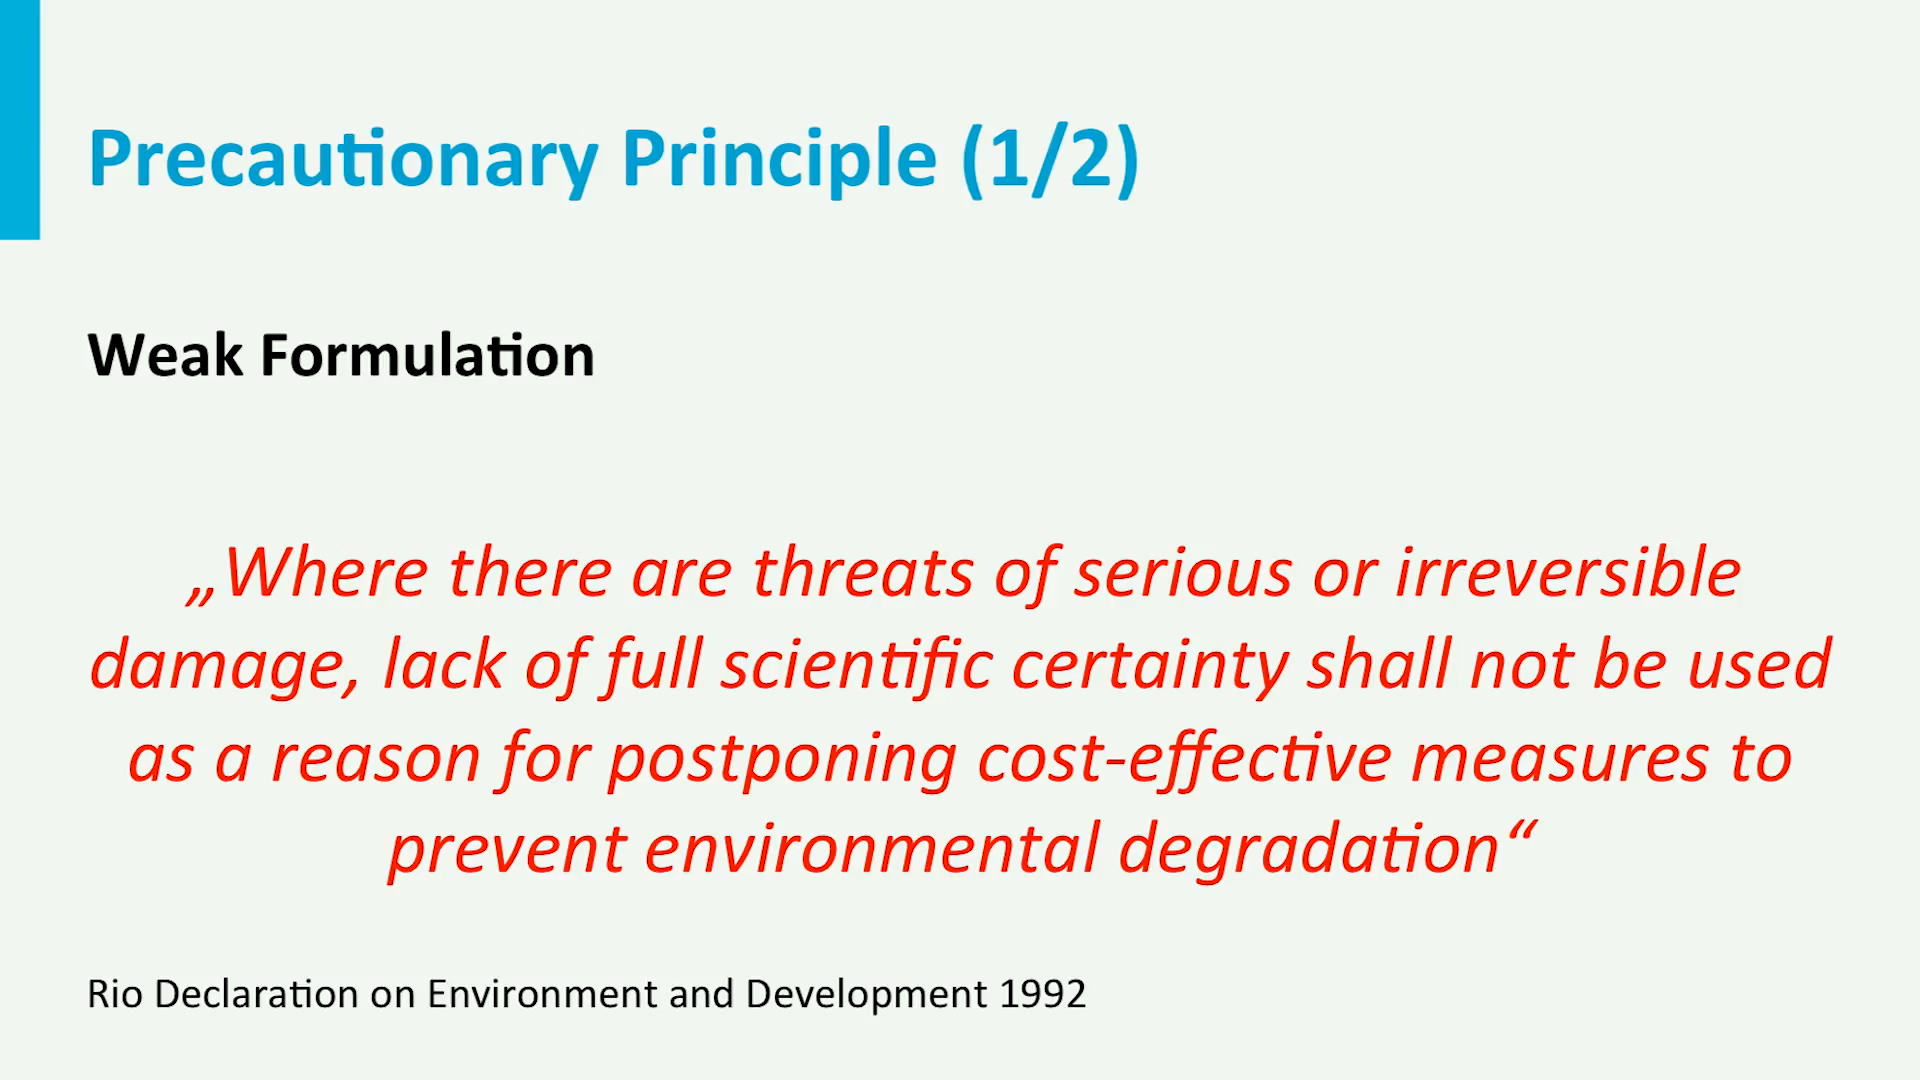 Precautionary Principle (1/2)
Weak Formulation
„Where there are threats of serious or irreversible
damage, lack of full scientific certainty shall not be used
as a reason for postponing cost-effective measures to
prevent environmental degradation“
Rio Declaration on Environment and Development 1992